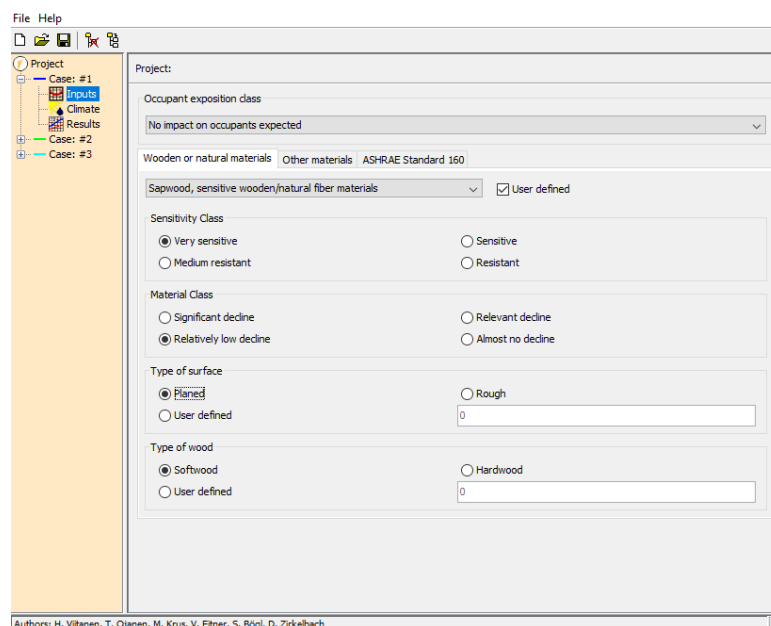 File Help
Project
Case: #1
Inputs
Climate
Results
Case: #2
Case: #3
Project:
Occupant exposition class
No impact on occupants expected
Wooden or natural materials Other materials ASHRAE Standard 160
Sapwood, sensitive wooden/natural fiber materials User defined
Sensitivity Class
Very sensitive Sensitive
Medium resistant Resistant
Material Class
Significant decline Relevant decline
Relatively low decline Almost no decline
Type of surface
Planed Rough
User defined 0
Type of wood
Softwood Hardwood
User defined 0
Authors: H. Viitanen, T. Ojanen, M. Krus, V. Eitner, S. Bögl, D. Zirkelbach